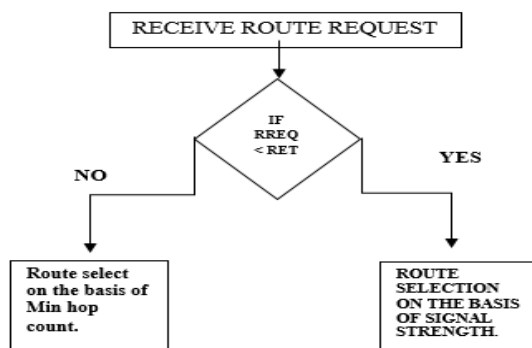 RECEIVE ROUTE REQUEST
IF
RREQ
< RET
YES
NO
Route select
on the basis of
Min hop
count.
ROUTE
SELECTION
ON THE BASIS
OF SIGNAL
STRENGTH.